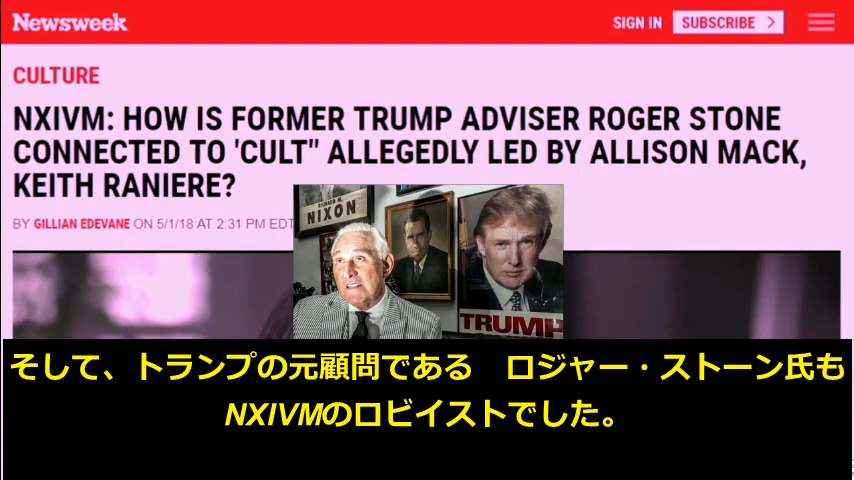 Newsweek
SIGN IN SUBSCRIBE
CULTURE
NXIVM: HOW IS FORMER TRUMP ADVISER ROGER STONE
CONNECTED TO 'CULT" ALLEGEDLY LED BY ALLISON MACK,
KEITH RANIERE?
BY GILLIAN EDEVANE ON 5/1/18 AT 2:31 PM EDT
RICHARD M.
NIXON
TRUMP
そして、トランプの元顧問である　ロジャー・ストーン氏も
NXIVMのロビイストでした。